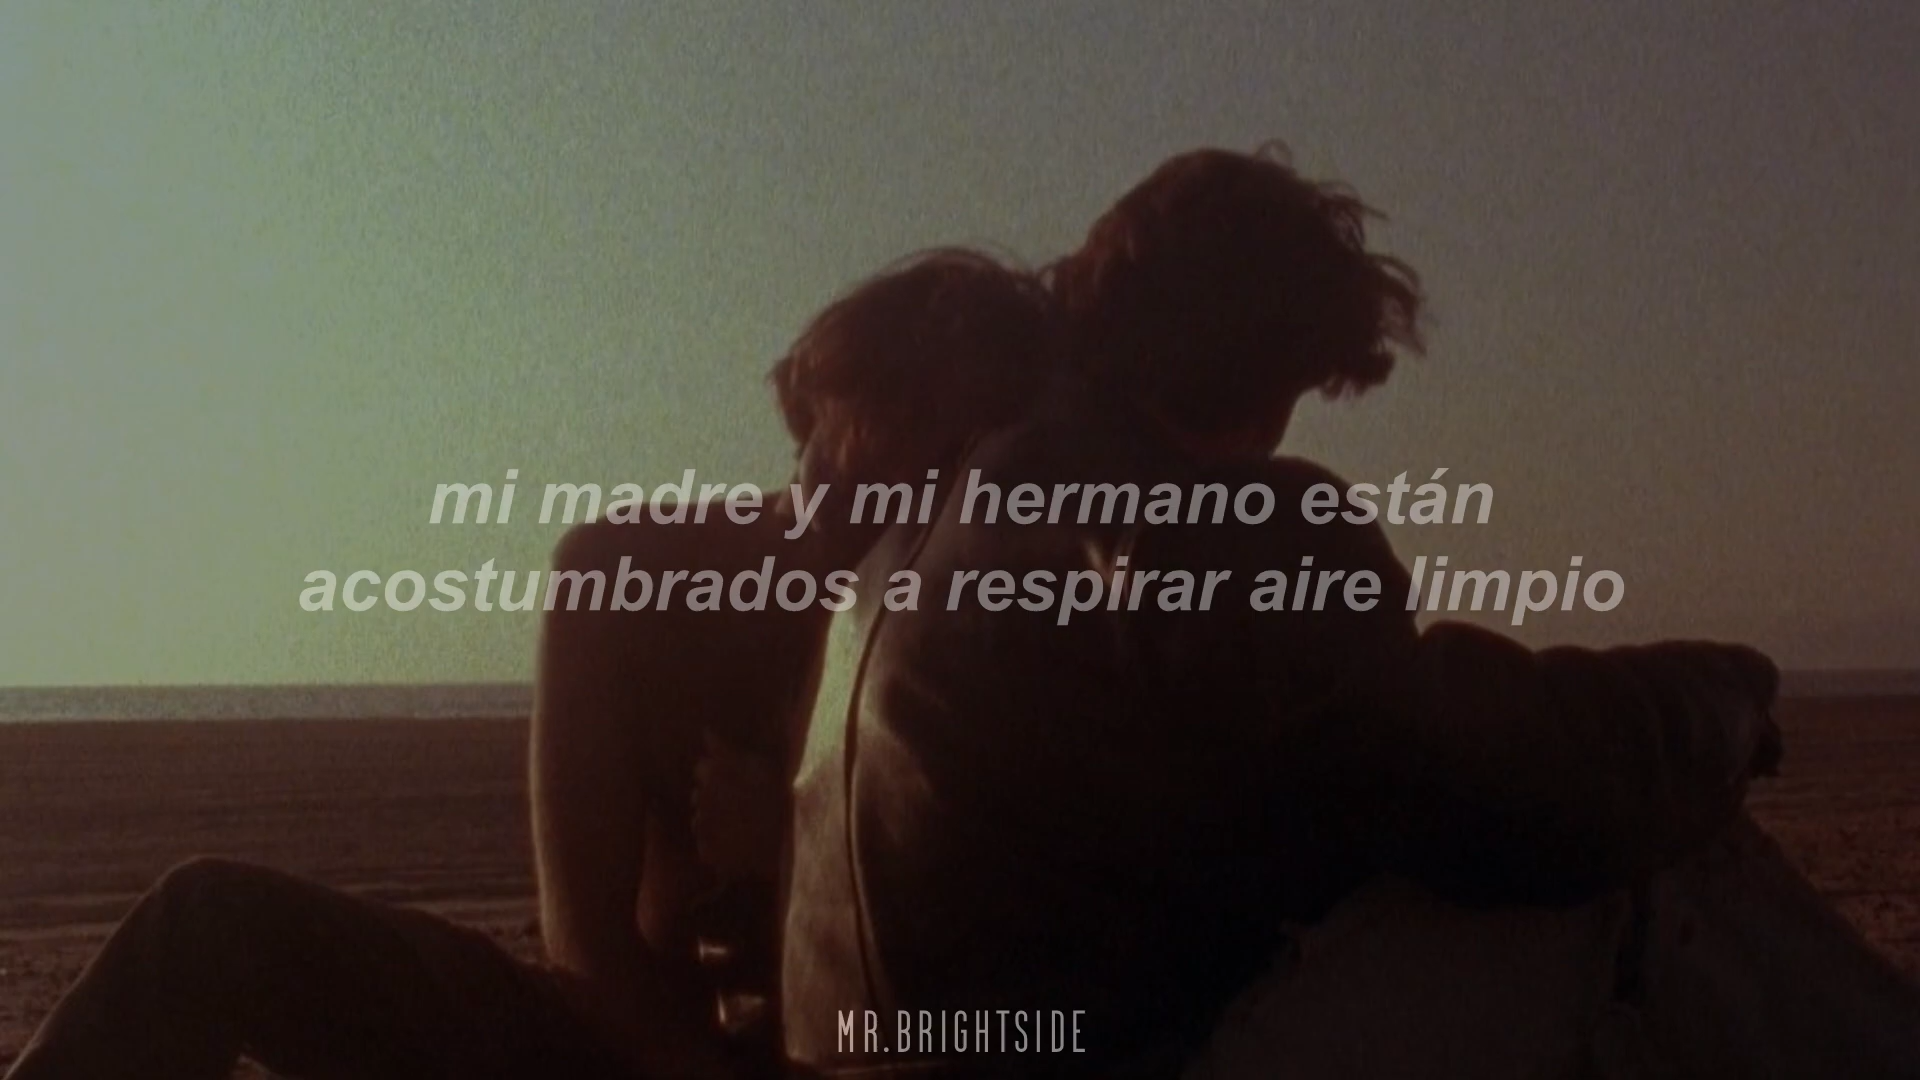 mi madre y mi hermano están
acostumbrados a respirar aire limpio
MR.BRIGHTSIDE